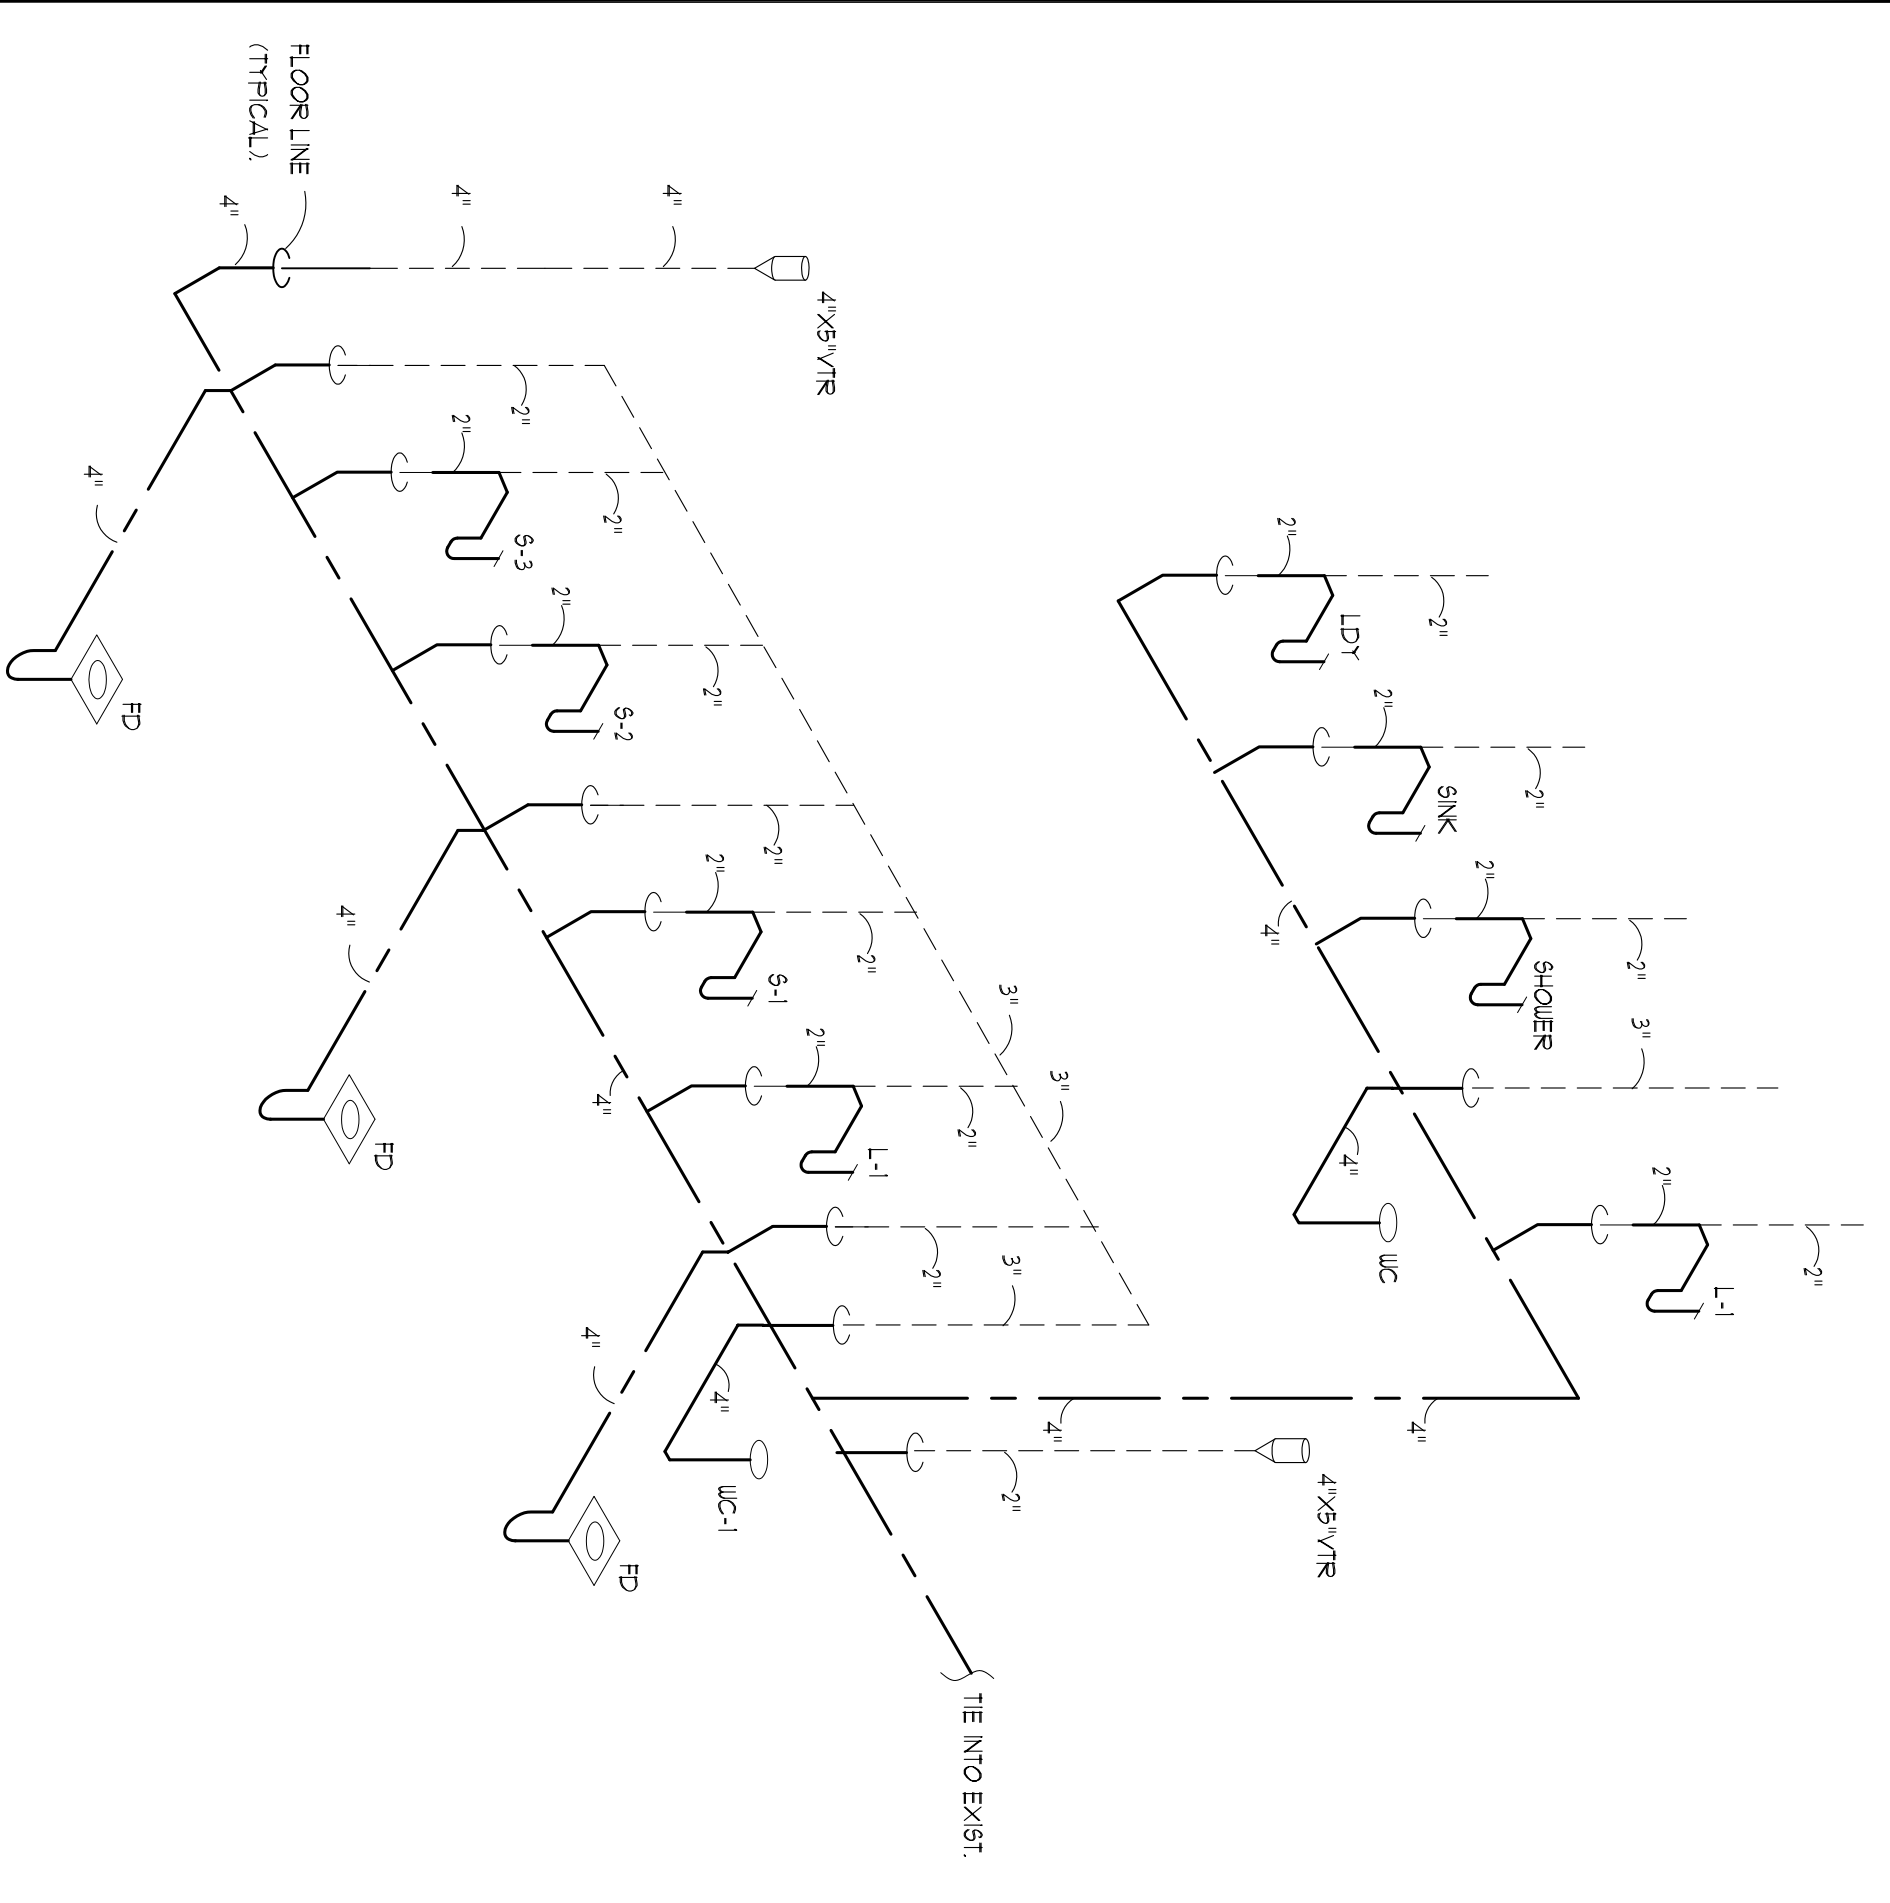 FLOOR LINE
(TYPICAL).
4"
4"
4"
4"X5"VTR
2"
2"
2"
S-3
4"
FD
2"
2"
S-2
2"
4"
FD
2"
2"
S-1
3"
2"
2"
L-1
4"
3"
2"
3"
4"
FD
4"
WC-1
2"
4"X5"VTR
4"
4"
TIE INTO EXIST.
2"
2"
LDY
2"
2"
SINK
2"
2"
SHOWER
4"
3"
4"
WC
2"
2"
L-1